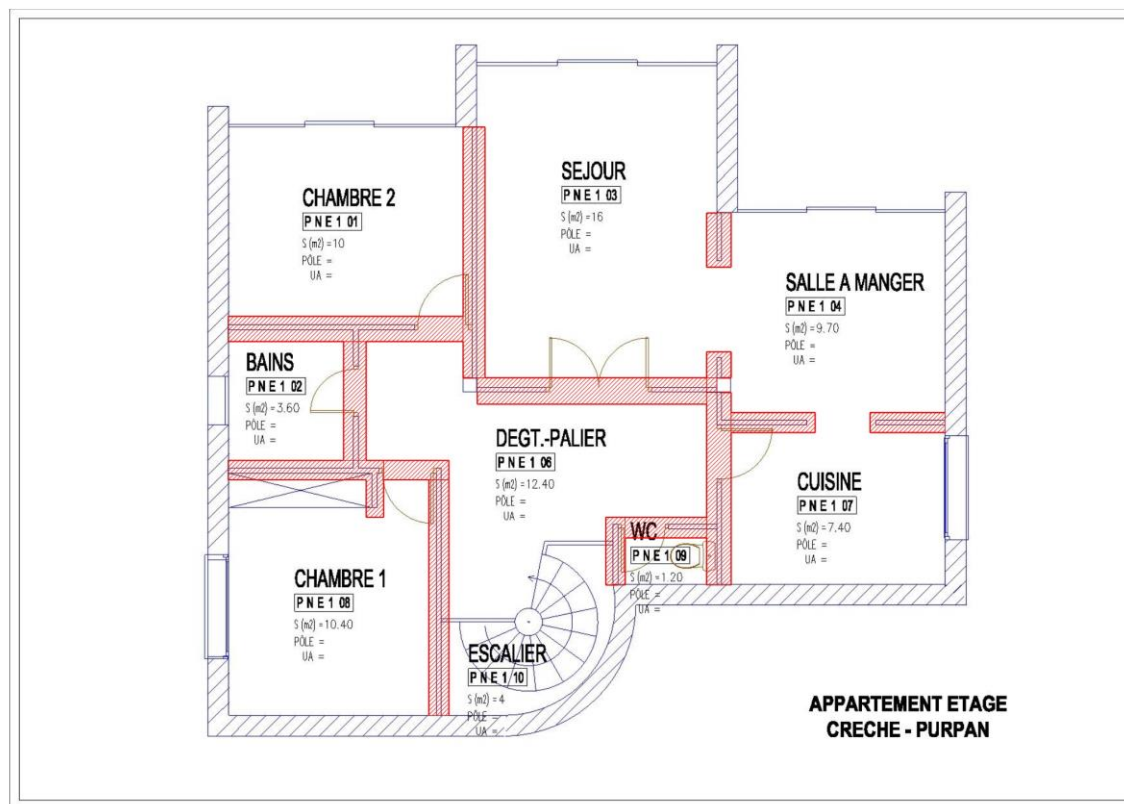 CHAMBRE 2
PNE 1 01
S (m2) = 10
PÔLE =
UA =
SEJOUR
PNE 1 03
S (m2) = 16
PÔLE =
UA =
SALLE A MANGER
PNE 1 04
S (m2) = 9.70
PÔLE =
UA =
BAINS
PNE 1 02
S (m2) = 3.60
PÔLE =
UA =
DEGT.-PALIER
PNE 1 06
S (m2) = 12.40
PÔLE =
UA =
CUISINE
PNE 1 07
S (m2) = 7.40
PÔLE =
UA =
WC
PNE 1 09
S (m2) = 1.20
PÔLE =
UA =
CHAMBRE 1
PNE 1 08
S (m2) = 10.40
PÔLE =
UA =
ESCALIER
PNE 1 10
S (m2) = 4
PÔLE =
UA =
APPARTEMENT ETAGE
CRECHE - PURPAN